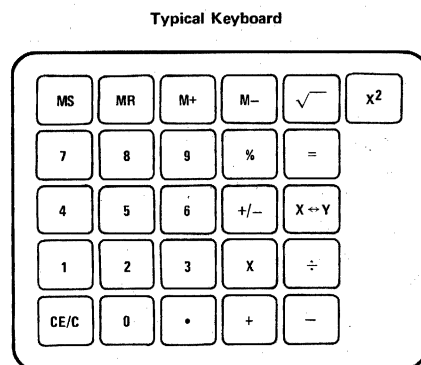 Typical Keyboard
MS MR M+ M− √ X²
7 8 9 % =
4 5 6 +/− X ↔ Y
1 2 3 X ÷
CE/C 0 • + −